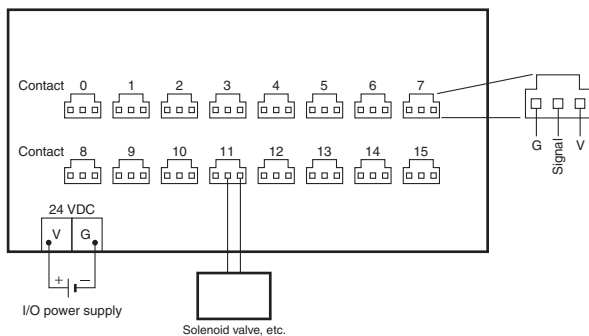 Contact 0 1 2 3 4 5 6 7
G Signal V
Contact 8 9 10 11 12 13 14 15
24 VDC
V G
+ −
I/O power supply
Solenoid valve, etc.